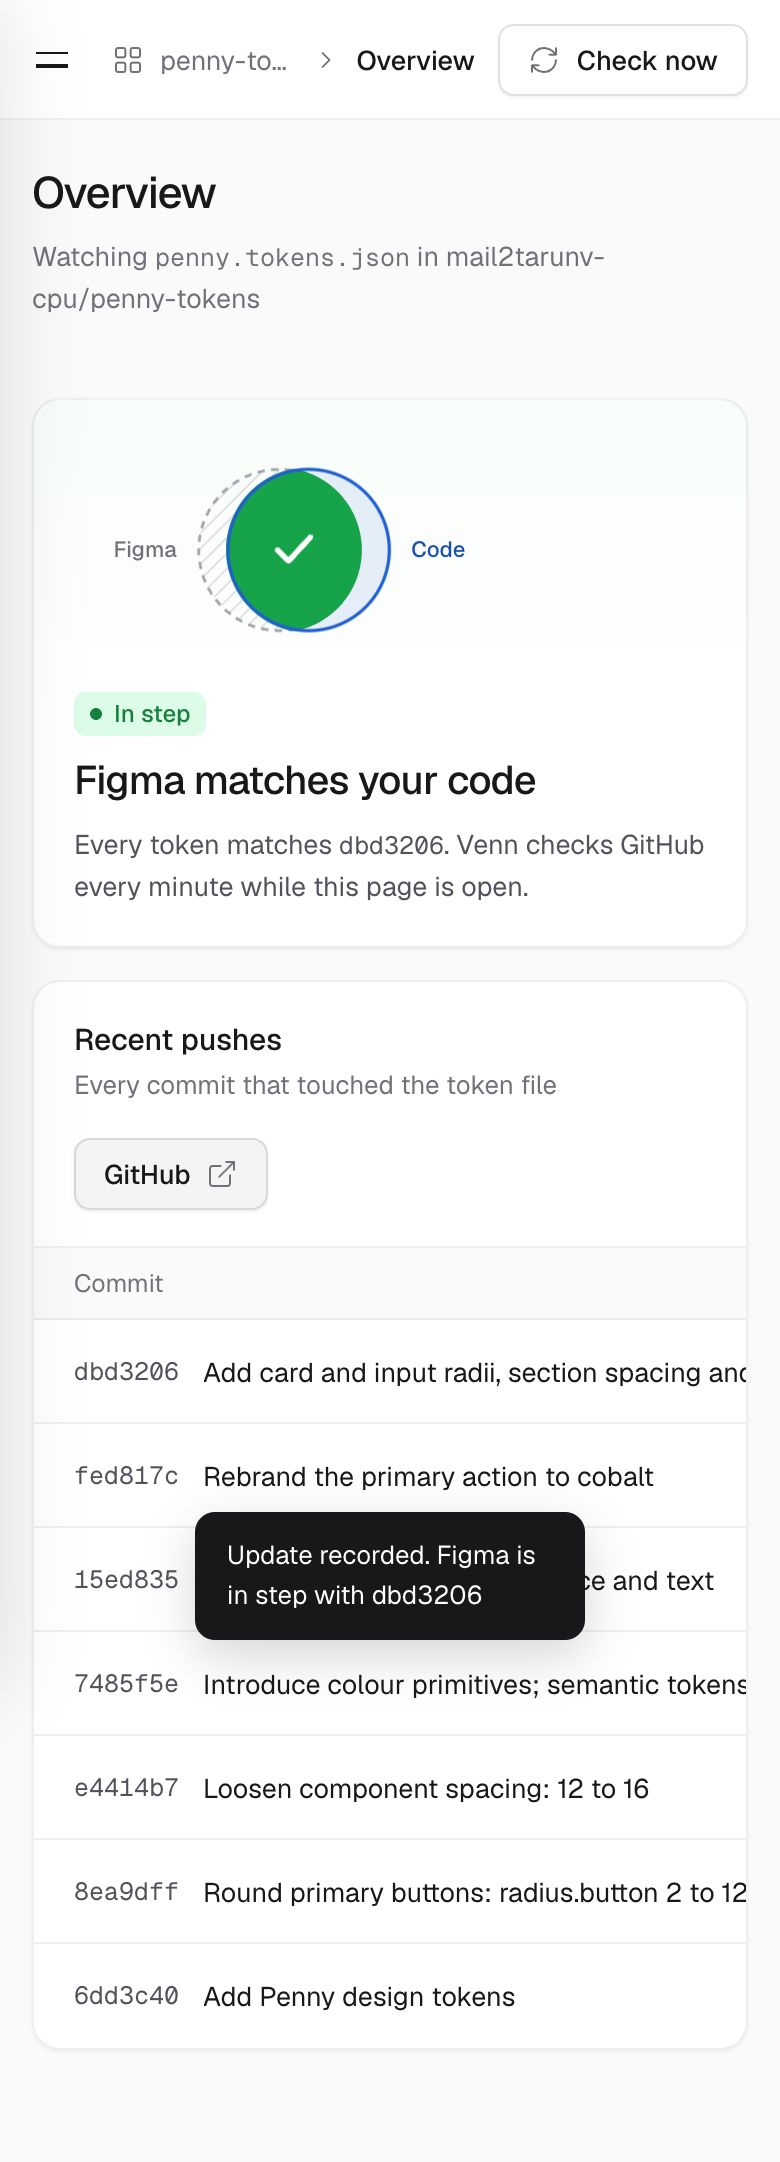 penny-to... > Overview
Check now
Overview
Watching penny.tokens.json in mail2tarunv-
cpu/penny-tokens
Figma
Code
In step
Figma matches your code
Every token matches dbd3206. Venn checks GitHub
every minute while this page is open.
Recent pushes
Every commit that touched the token file
GitHub
Commit
dbd3206 Add card and input radii, section spacing and
fed817c Rebrand the primary action to cobalt
Update recorded. Figma is
in step with dbd3206
15ed835 and text
7485f5e Introduce colour primitives; semantic tokens
e4414b7 Loosen component spacing: 12 to 16
8ea9dff Round primary buttons: radius.button 2 to 12
6dd3c40 Add Penny design tokens